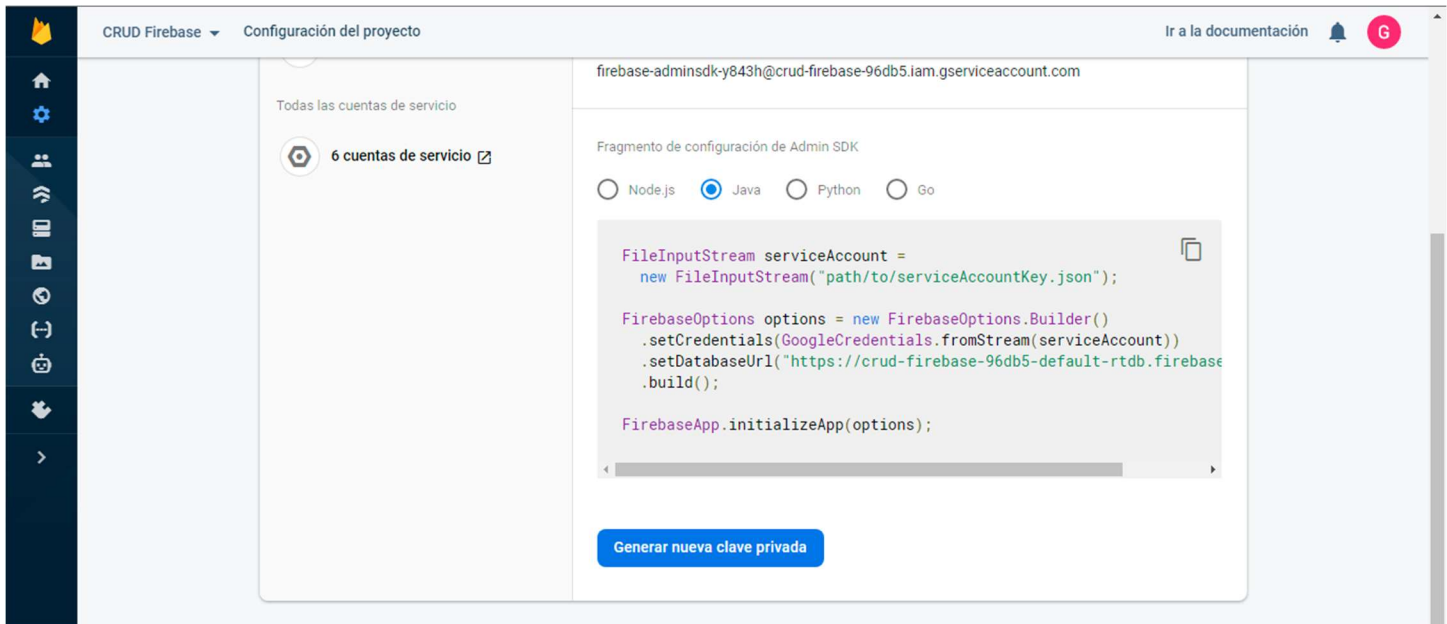 CRUD Firebase
Configuración del proyecto
Ir a la documentación
G
firebase-adminsdk-y843h@crud-firebase-96db5.iam.gserviceaccount.com
Todas las cuentas de servicio
6 cuentas de servicio
Fragmento de configuración de Admin SDK
Node.js Java Python Go
FileInputStream serviceAccount =
new FileInputStream("path/to/serviceAccountKey.json");
FirebaseOptions options = new FirebaseOptions.Builder()
.setCredentials(GoogleCredentials.fromStream(serviceAccount))
.setDatabaseUrl("https://crud-firebase-96db5-default-rtdb.firebase
.build();
FirebaseApp.initializeApp(options);
Generar nueva clave privada